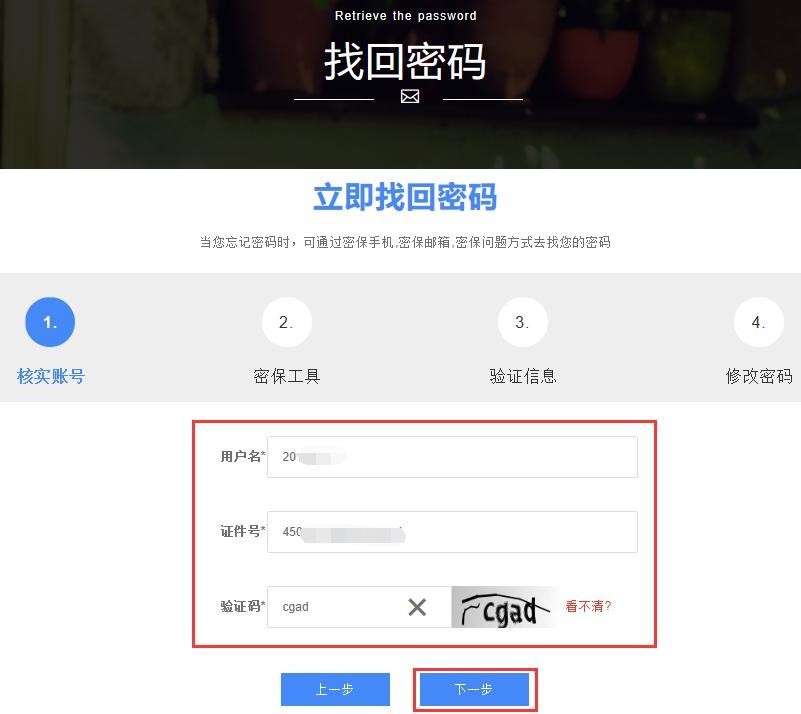 Retrieve the password
找回密码
立即找回密码
当您忘记密码时，可通过密保手机,密保邮箱,密保问题方式去找您的密码
1. 2. 3. 4.
核实账号 密保工具 验证信息 修改密码
用户名* 20
证件号* 450
验证码* cgad cgad 看不清?
上一步 下一步